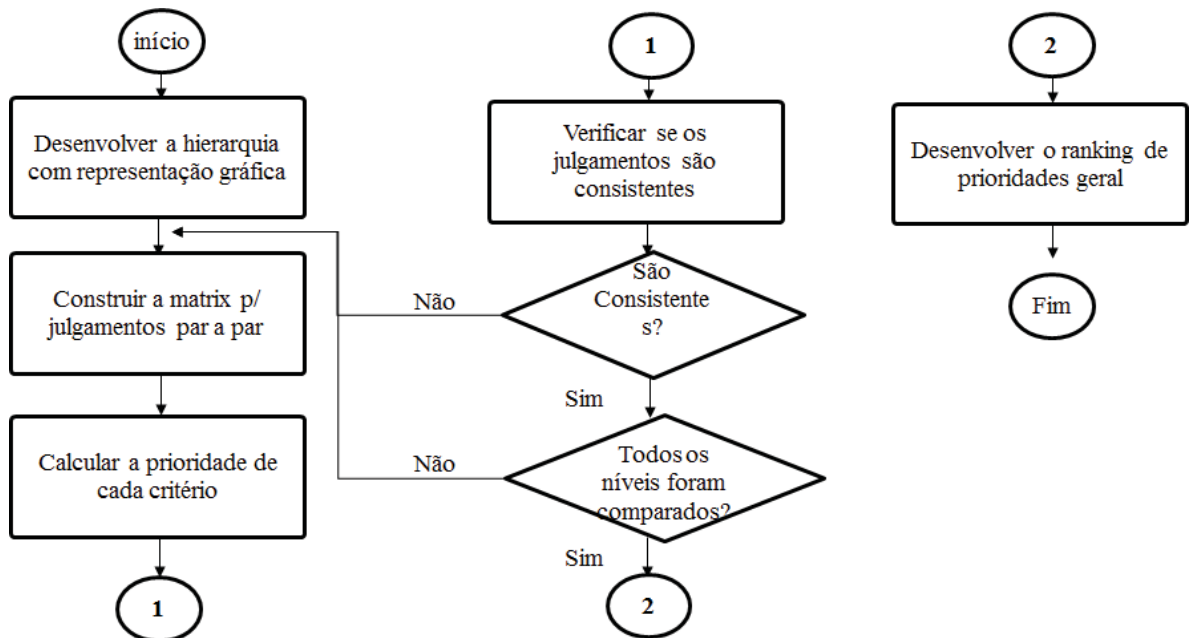 início
Desenvolver a hierarquia
com representação gráfica
Construir a matrix p/
julgamentos par a par
Calcular a prioridade de
cada critério
1
1
Verificar se os
julgamentos são
consistentes
São
Consistente
s?
Não
Sim
Todos os
níveis foram
comparados?
Não
Sim
2
2
Desenvolver o ranking de
prioridades geral
Fim